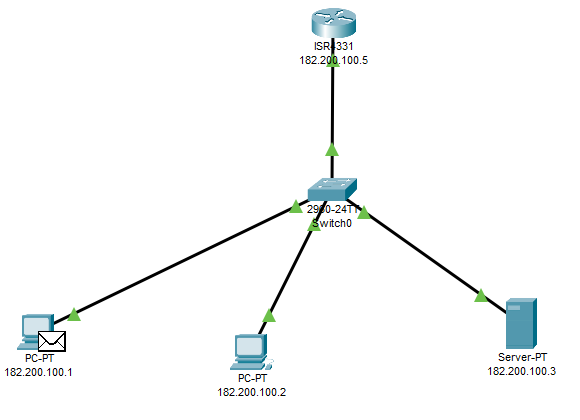 ISR4331
182.200.100.5
2960-24TT
Switch0
PC-PT
182.200.100.1
PC-PT
182.200.100.2
Server-PT
182.200.100.3